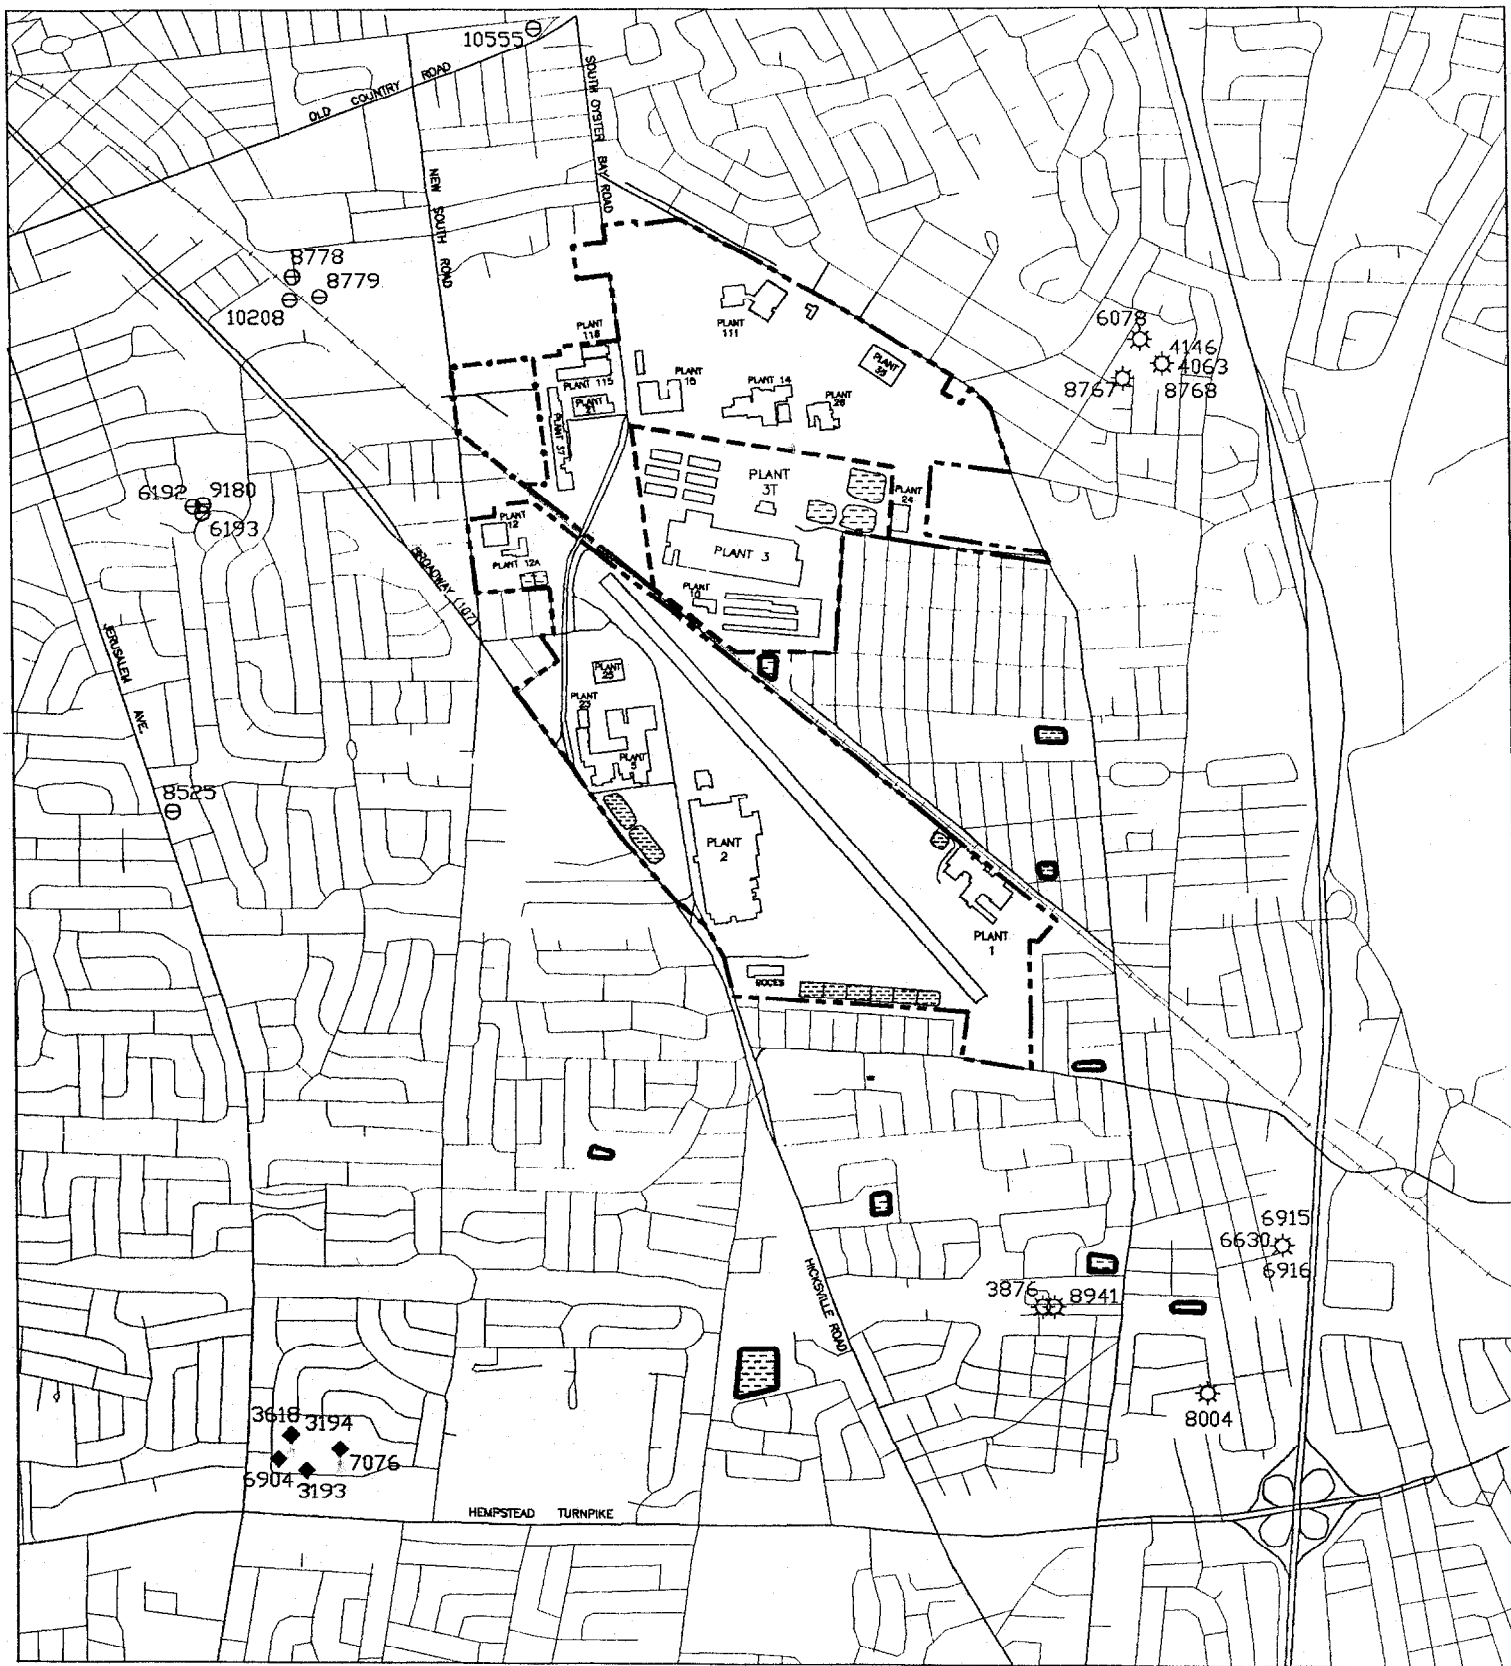 10555
OLD COUNTRY ROAD
SOUTH OYSTER BAY ROAD
NEW SOUTH ROAD
8778
8779
10208
PLANT
111
PLANT
118
PLANT 115
PLANT
16
PLANT 14
PLANT
PLANT
6078
4146
4063
8767
8768
PLANT 37
PLANT
3T
PLANT
24
6192
9180
6193
PLANT
12
PLANT 12A
PLANT 3
PLANT
10
BROADWAY (107)
JERUSALEM AVE.
PLANT
25
PLANT
23
PLANT
5
8525
PLANT
2
PLANT
1
BOCES
6915
6630
6916
3876
8941
HICKSVILLE ROAD
8004
3618
3194
7076
6904
3193
HEMPSTEAD TURNPIKE